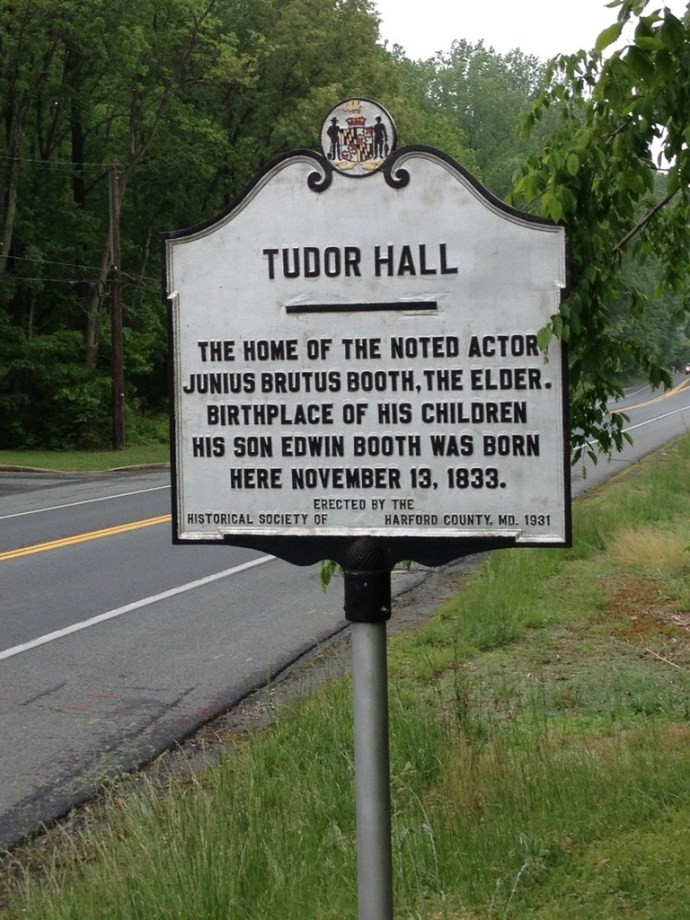 TUDOR HALL
THE HOME OF THE NOTED ACTOR
JUNIUS BRUTUS BOOTH, THE ELDER.
BIRTHPLACE OF HIS CHILDREN
HIS SON EDWIN BOOTH WAS BORN
HERE NOVEMBER 13, 1833.
ERECTED BY THE
HISTORICAL SOCIETY OF HARFORD COUNTY, MD. 1931